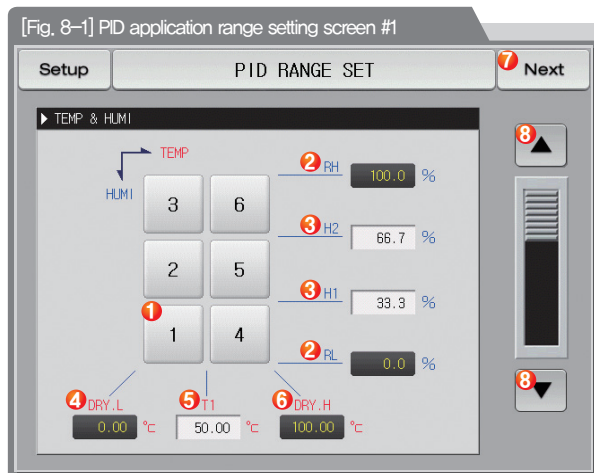 [Fig. 8-1] PID application range setting screen #1
Setup PID RANGE SET 7 Next
▶ TEMP & HUMI
8 ▲
TEMP
HUMI
2 RH 100.0 %
3 6
3 H2 66.7 %
2 5
3 H1 33.3 %
1
1 4
2 RL 0.0 %
8 ▼
4 DRY.L 5 T1 6 DRY.H
0.00 ℃ 50.00 ℃ 100.00 ℃